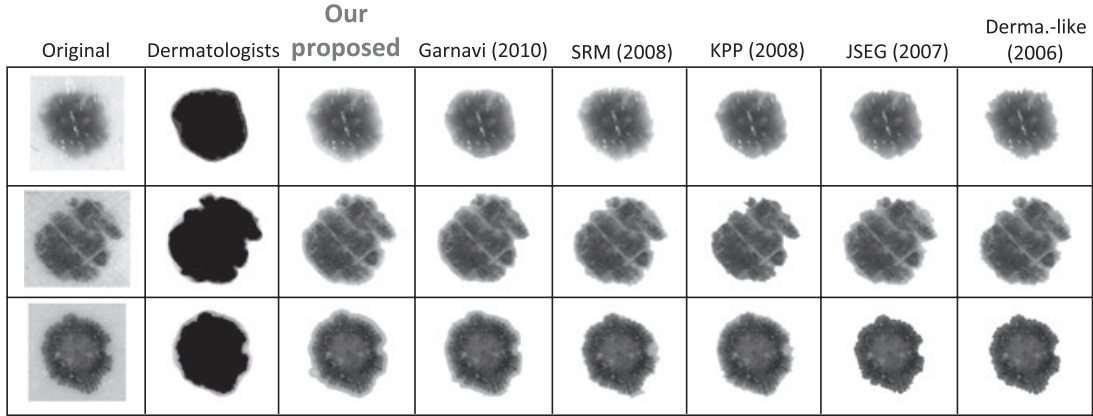 Original
Dermatologists
Our
proposed
Garnavi (2010)
SRM (2008)
KPP (2008)
JSEG (2007)
Derma.-like
(2006)